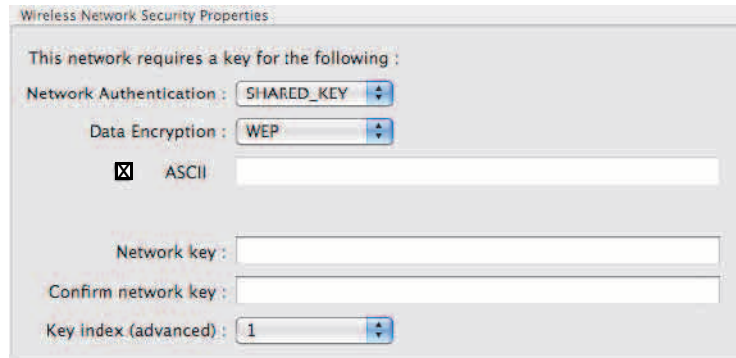 Wireless Network Security Properties
This network requires a key for the following :
Network Authentication : SHARED_KEY
Data Encryption : WEP
ASCII
Network key :
Confirm network key :
Key index (advanced) : 1